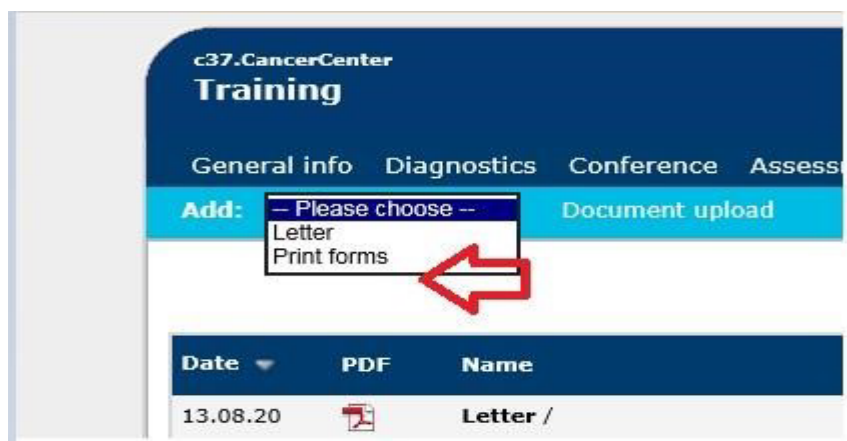 c37.CancerCenter
Training
General info Diagnostics Conference Assess
Add: -- Please choose -- Document upload
Letter
Print forms
Date PDF Name
13.08.20 Letter /